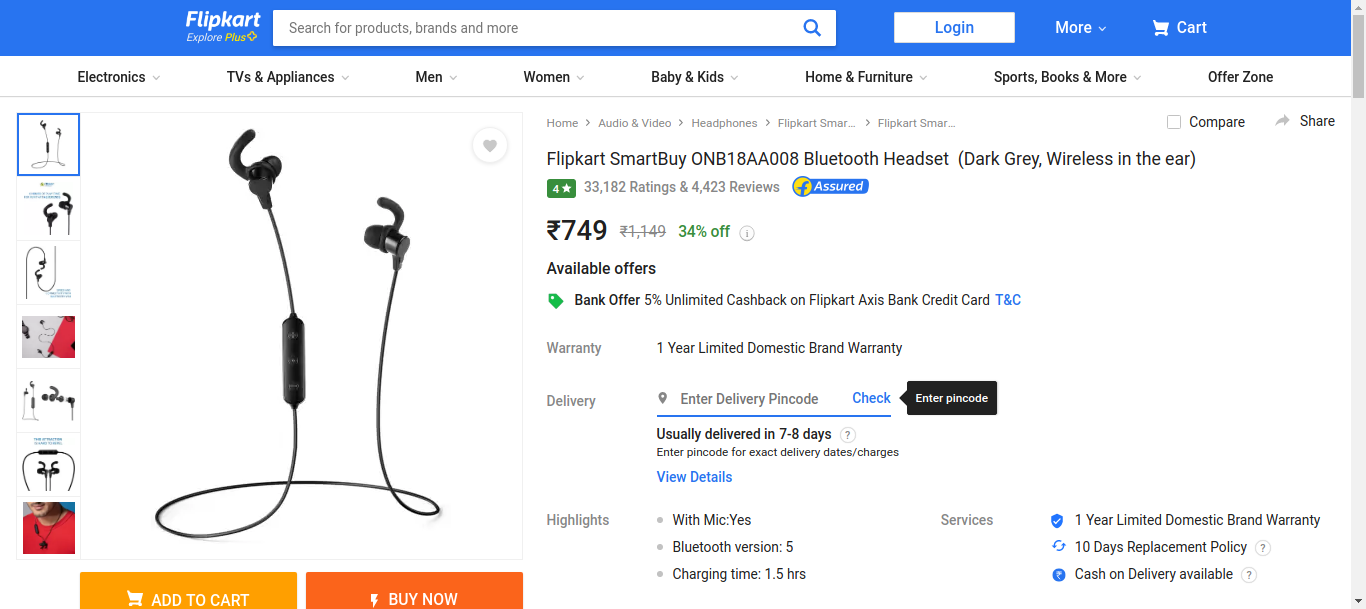 Flipkart
Explore Plus
Search for products, brands and more
Login
More
Cart
Electronics
TVs & Appliances
Men
Women
Baby & Kids
Home & Furniture
Sports, Books & More
Offer Zone
Home
Audio & Video
Headphones
Flipkart Smar...
Flipkart Smar...
Compare
Share
Flipkart SmartBuy ONB18AA008 Bluetooth Headset (Dark Grey, Wireless in the ear)
4★ 33,182 Ratings & 4,423 Reviews Assured
₹749 ₹1,149 34% off
Available offers
Bank Offer 5% Unlimited Cashback on Flipkart Axis Bank Credit Card T&C
Warranty
1 Year Limited Domestic Brand Warranty
Delivery
Enter Delivery Pincode
Check
Enter pincode
Usually delivered in 7-8 days ?
Enter pincode for exact delivery dates/charges
View Details
Highlights
With Mic:Yes
Bluetooth version: 5
Charging time: 1.5 hrs
Services
1 Year Limited Domestic Brand Warranty
10 Days Replacement Policy ?
Cash on Delivery available ?
ADD TO CART
BUY NOW